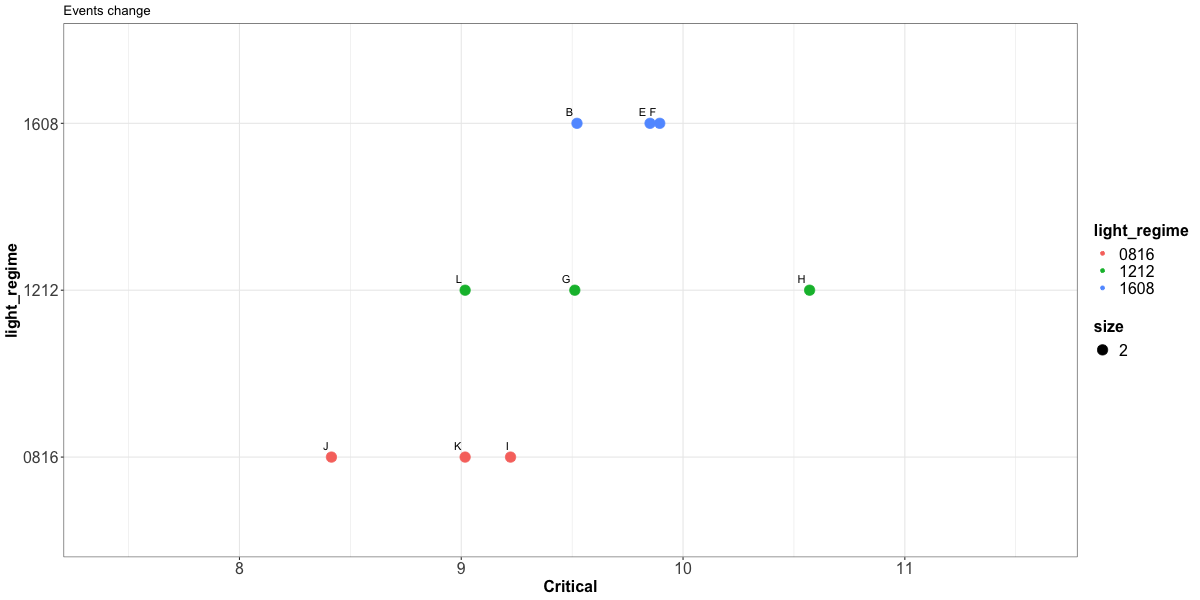 Events change
1608
B
E F
1212
L
G
H
0816
J
K
I
8
9
10
11
Critical
light_regime
light_regime
0816
1212
1608
size
2